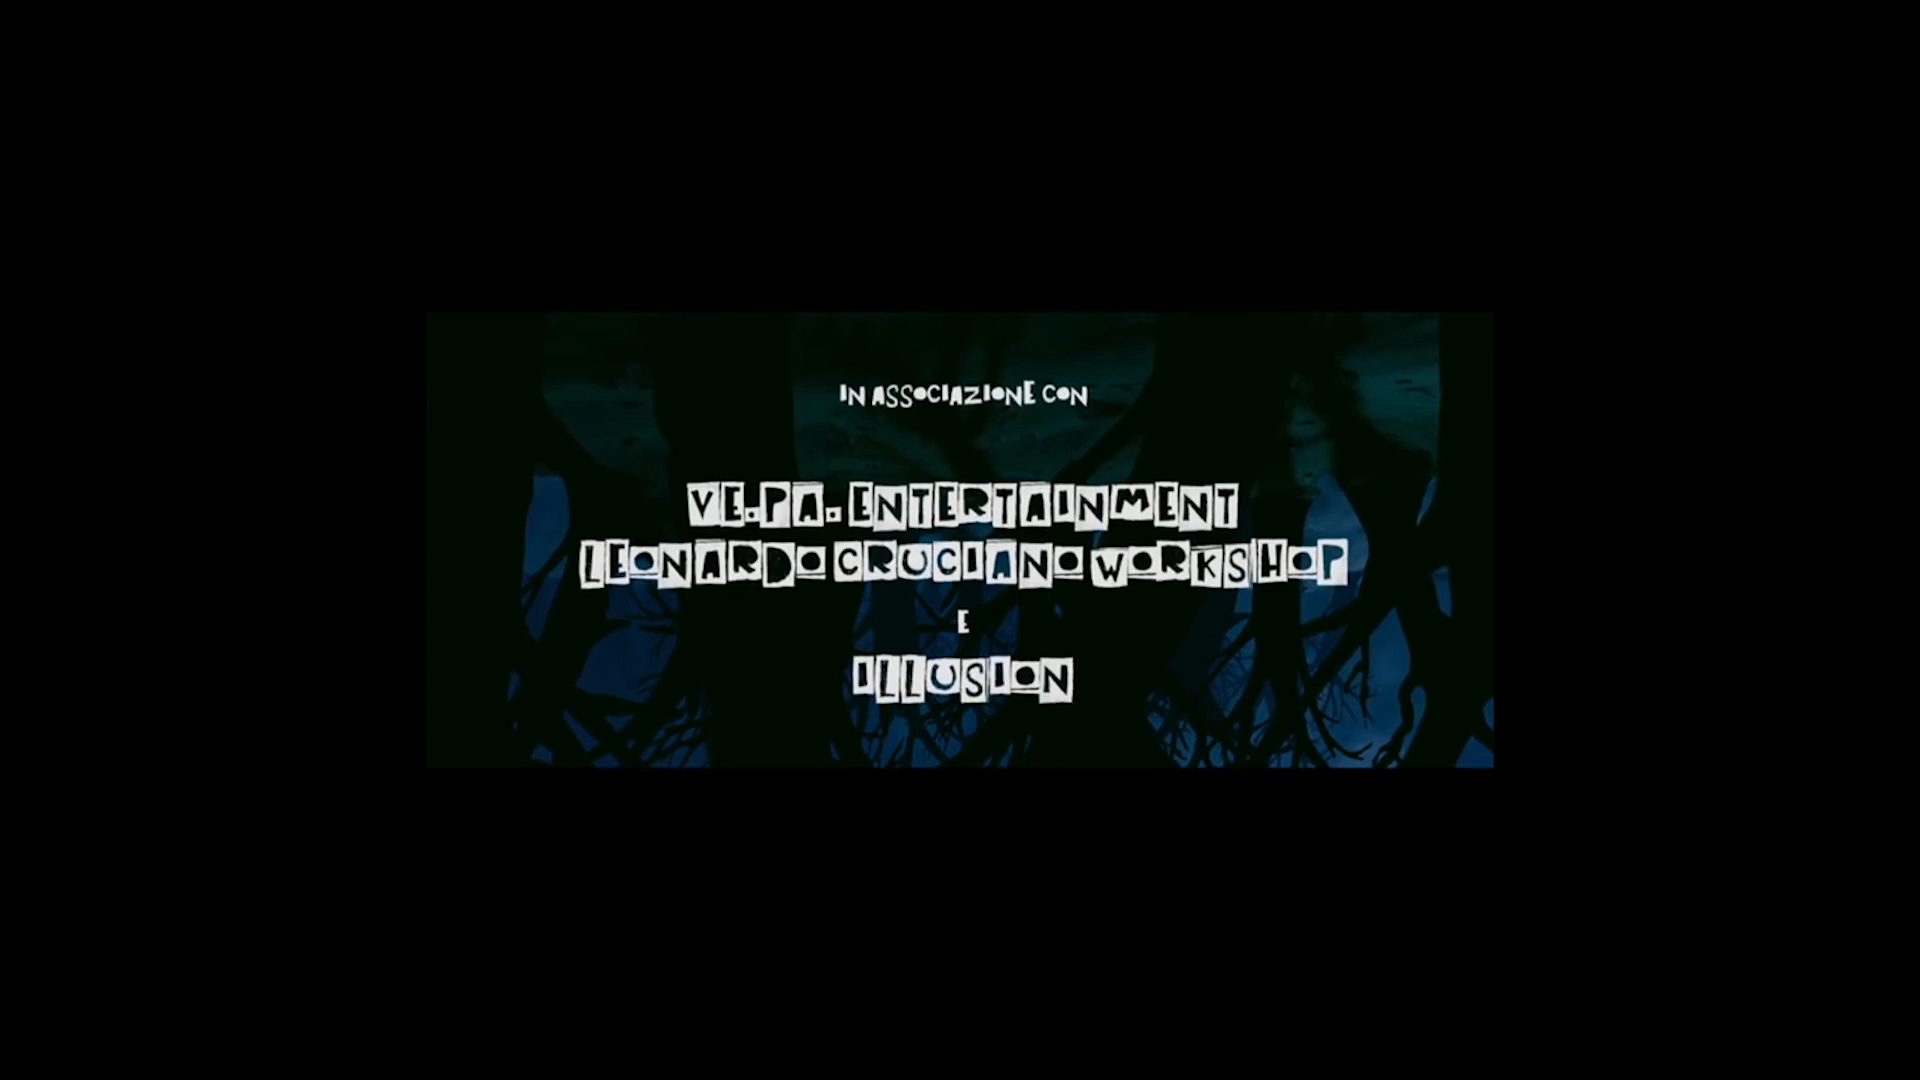 IN ASSOCIAZIONE CON
VE.PA. ENTERTAINMENT
LEONARDO CRUCIANO WORKSHOP
E
ILLUSION